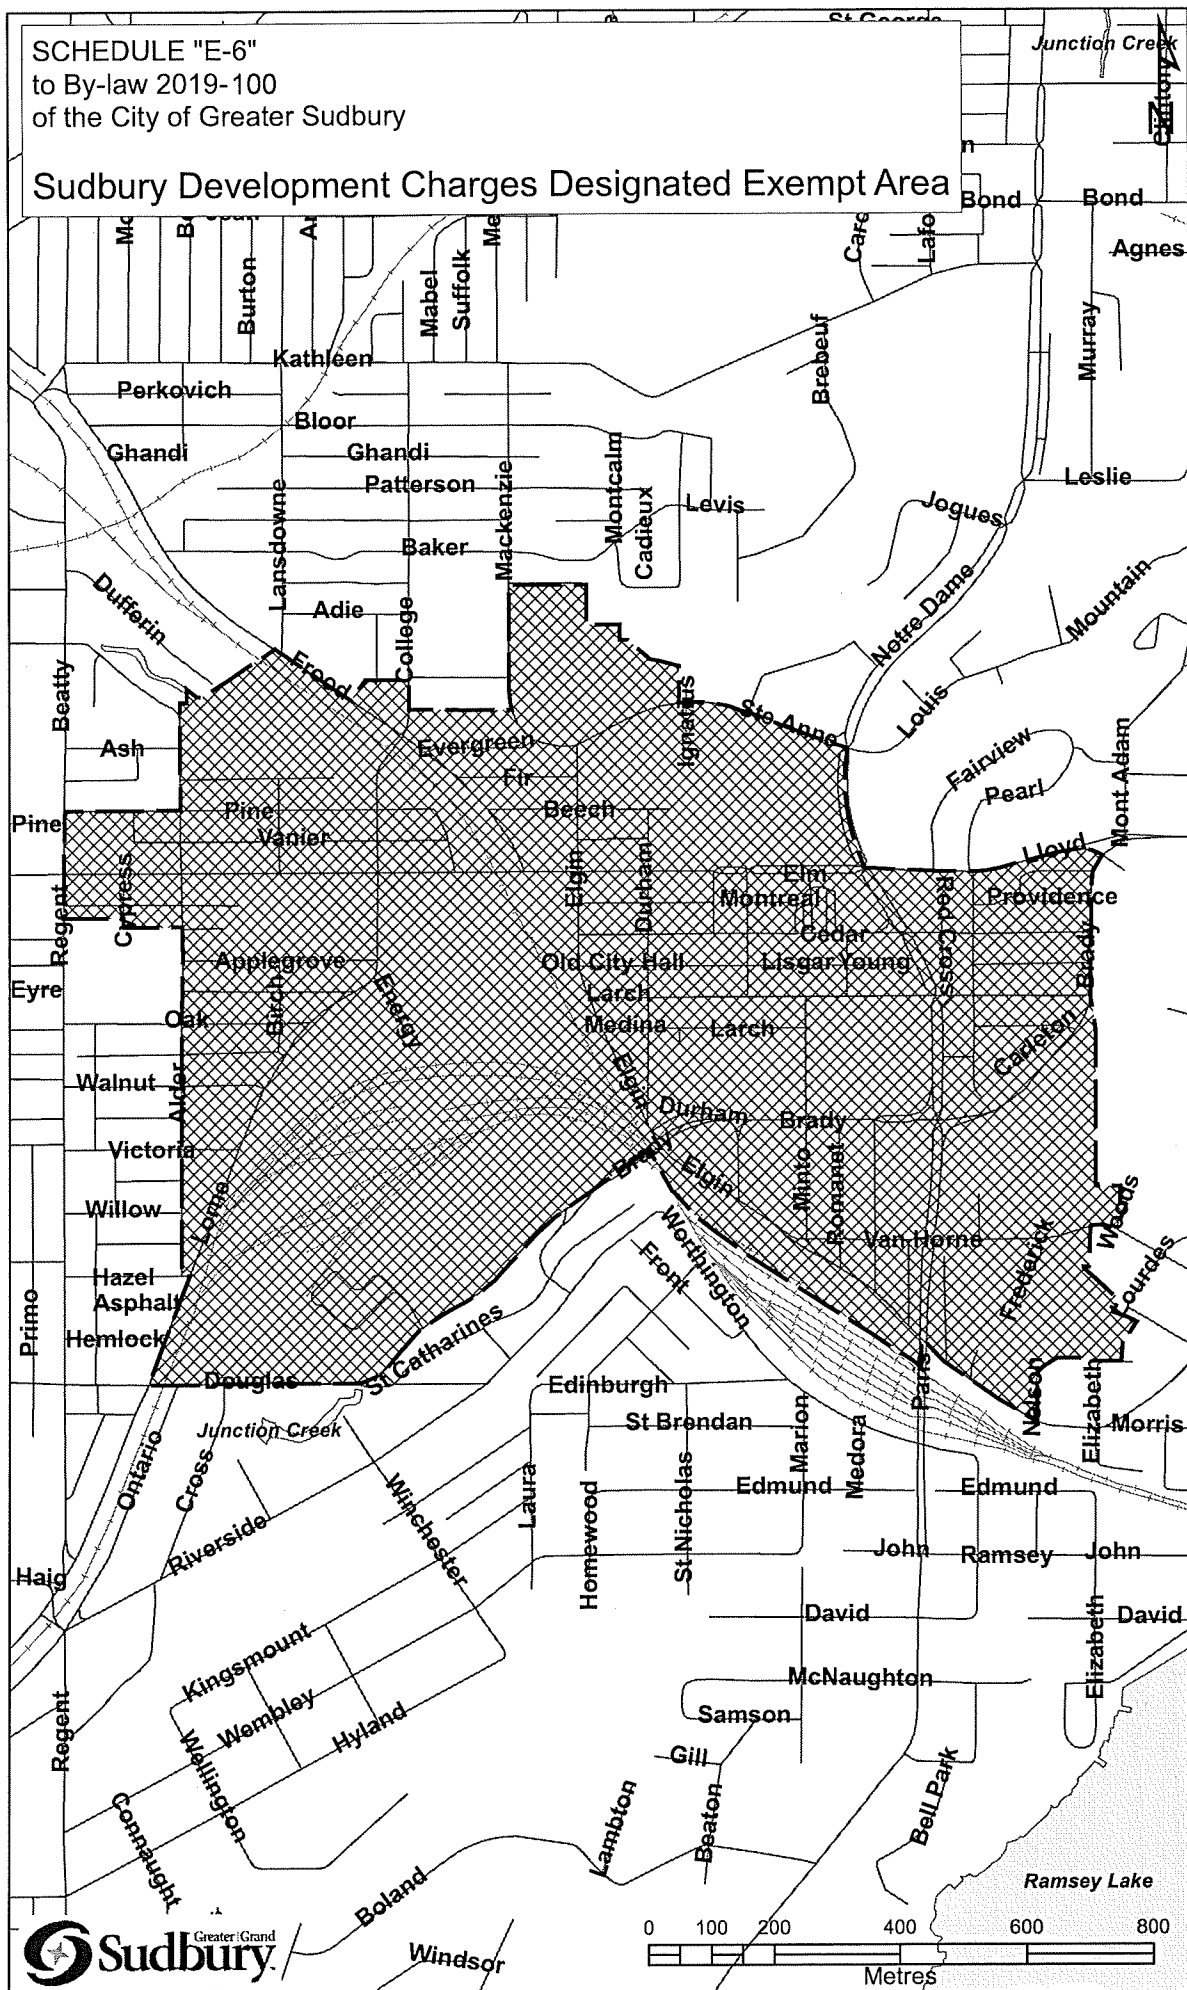 SCHEDULE "E-6"
to By-law 2019-100
of the City of Greater Sudbury
Sudbury Development Charges Designated Exempt Area
St George
Junction Creek
Clinton
N
Bond
Bond
Agnes
Burton
Mabel
Suffolk
Brebeuf
Murray
Kathleen
Perkovich
Bloor
Ghandi
Ghandi
Patterson
Lansdowne
Mackenzie
Montcalm
Cadieux
Levis
Jogues
Leslie
Baker
Dufferin
Adie
College
Notre Dame
Mountain
Frood
Beatty
Ignatius
Ste Anne
Louis
Ash
Evergreen
Fir
Fairview
Pearl
Mont Adam
Pine
Pine
Beech
Vanier
Lloyd
Elgin
Durham
Elm
Montreal
Red Cross
Providence
Regent
Cypress
Cedar
Brady
Applegrove
Old City Hall
Lisgar
Young
Eyre
Birch
Energy
Larch
Oak
Medina
Larch
Carleton
Walnut
Alder
Elgin
Durham
Brady
Victoria
Brady
Elgin
Minto
Romanet
Willow
Lorne
Worthington
Front
Van Horne
Frederick
Woods
Lourdes
Hazel
Asphalt
Primo
Hemlock
St Catharines
Douglas
Paris
Nelson
Elizabeth
Edinburgh
Junction Creek
St Brendan
Marion
Medora
Morris
Ontario
Cross
Winchester
Laura
Homewood
St Nicholas
Edmund
Edmund
Riverside
John
Ramsey
John
Haig
David
Elizabeth
David
Kingsmount
McNaughton
Regent
Wembley
Hyland
Samson
Wellington
Gill
Connaught
Lambton
Beaton
Bell Park
Boland
Ramsey Lake
Windsor
Greater Grand
Sudbury
0 100 200 400 600 800
Metres